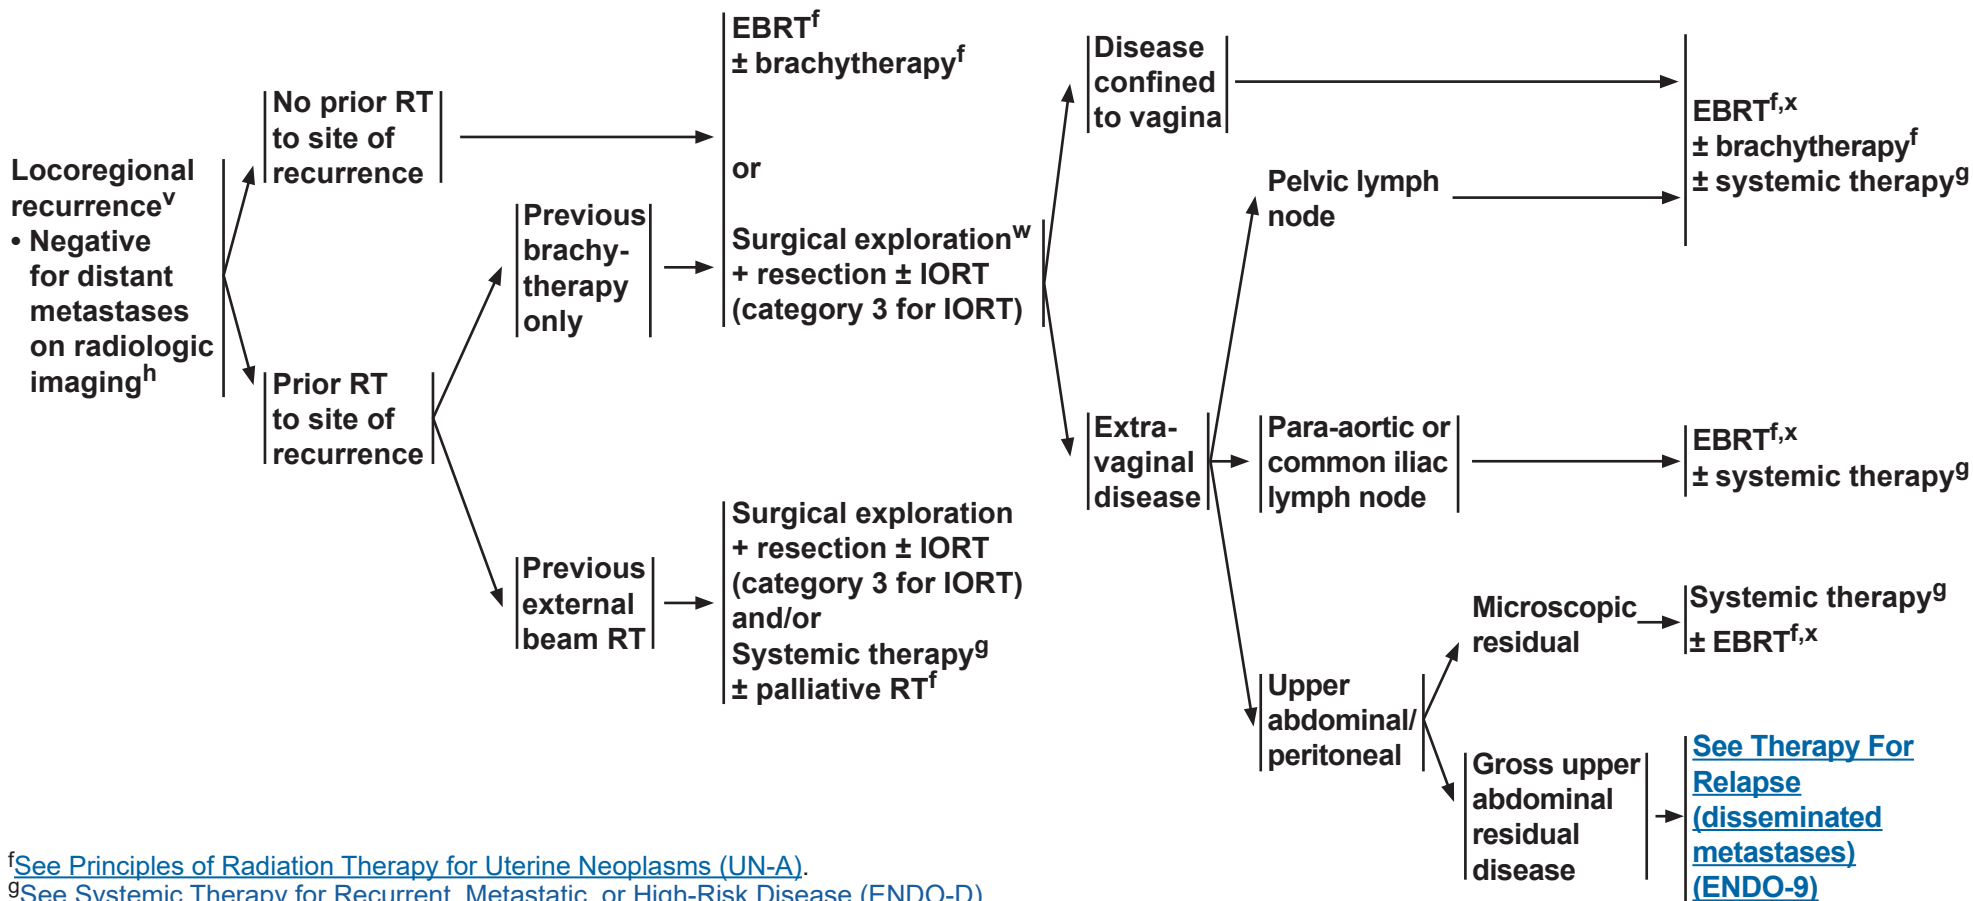 Locoregional
recurrencev
• Negative
for distant
metastases
on radiologic
imagingh
No prior RT
to site of
recurrence
Prior RT
to site of
recurrence
Previous
brachy-
therapy
only
Previous
external
beam RT
EBRTf
± brachytherapyf
or
Surgical explorationw
+ resection ± IORT
(category 3 for IORT)
Surgical exploration
+ resection ± IORT
(category 3 for IORT)
and/or
Systemic therapyg
± palliative RTf
Disease
confined
to vagina
Extra-
vaginal
disease
Pelvic lymph
node
Para-aortic or
common iliac
lymph node
Upper
abdominal/
peritoneal
Microscopic
residual
Gross upper
abdominal
residual
disease
EBRTf,x
± brachytherapyf
± systemic therapyg
EBRTf,x
± systemic therapyg
Systemic therapyg
± EBRTf,x
See Therapy For
Relapse
(disseminated
metastases)
(ENDO-9)
fSee Principles of Radiation Therapy for Uterine Neoplasms (UN-A).
gSee Systemic Therapy for Recurrent, Metastatic, or High-Risk Disease (ENDO-D)